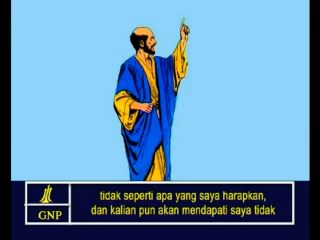 tidak seperti apa yang saya harapkan,
dan kalian pun akan mendapati saya tidak
GNP